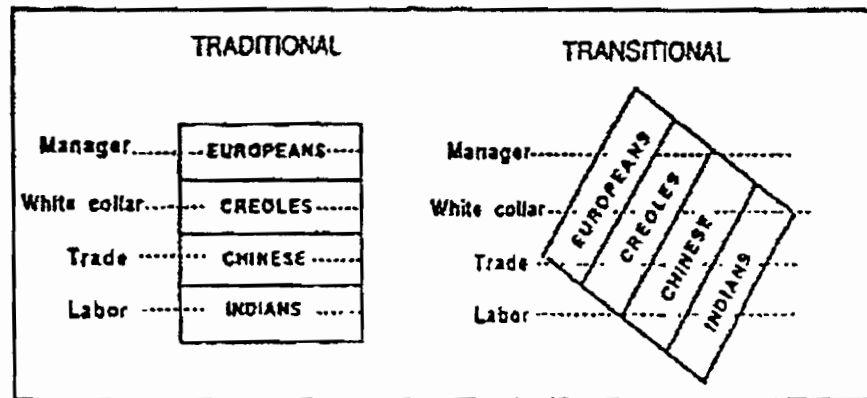 TRADITIONAL
Manager
EUROPEANS
White collar
CREOLES
Trade
CHINESE
Labor
INDIANS
TRANSITIONAL
Manager
White collar
Trade
Labor
EUROPEANS
CREOLES
CHINESE
INDIANS